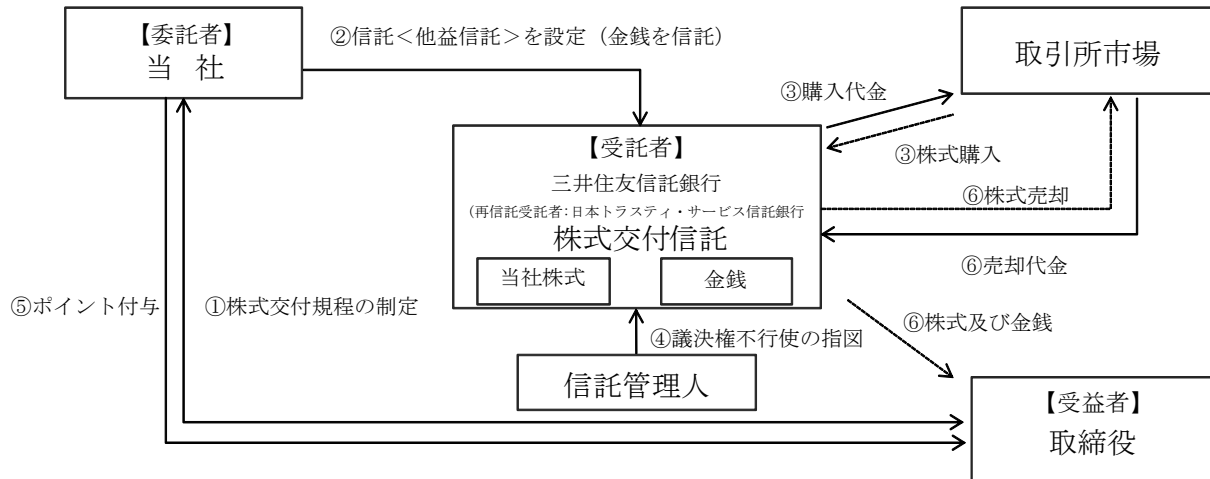 【委託者】
当　社
②信託<他益信託>を設定（金銭を信託）
取引所市場
③購入代金
③株式購入
【受託者】
三井住友信託銀行
(再信託受託者：日本トラスティ・サービス信託銀行
株式交付信託
当社株式
金銭
⑥株式売却
⑥売却代金
⑤ポイント付与
①株式交付規程の制定
④議決権不行使の指図
⑥株式及び金銭
信託管理人
【受益者】
取締役